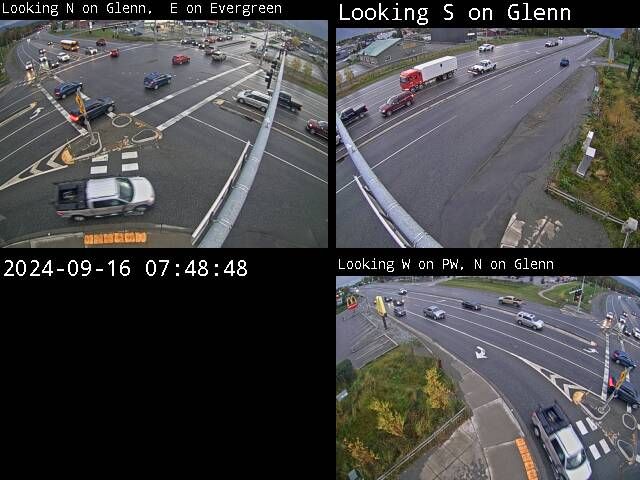 Looking N on Glenn, E on Evergreen
Looking S on Glenn
2024-09-16 07:48:48
Looking W on PW, N on Glenn